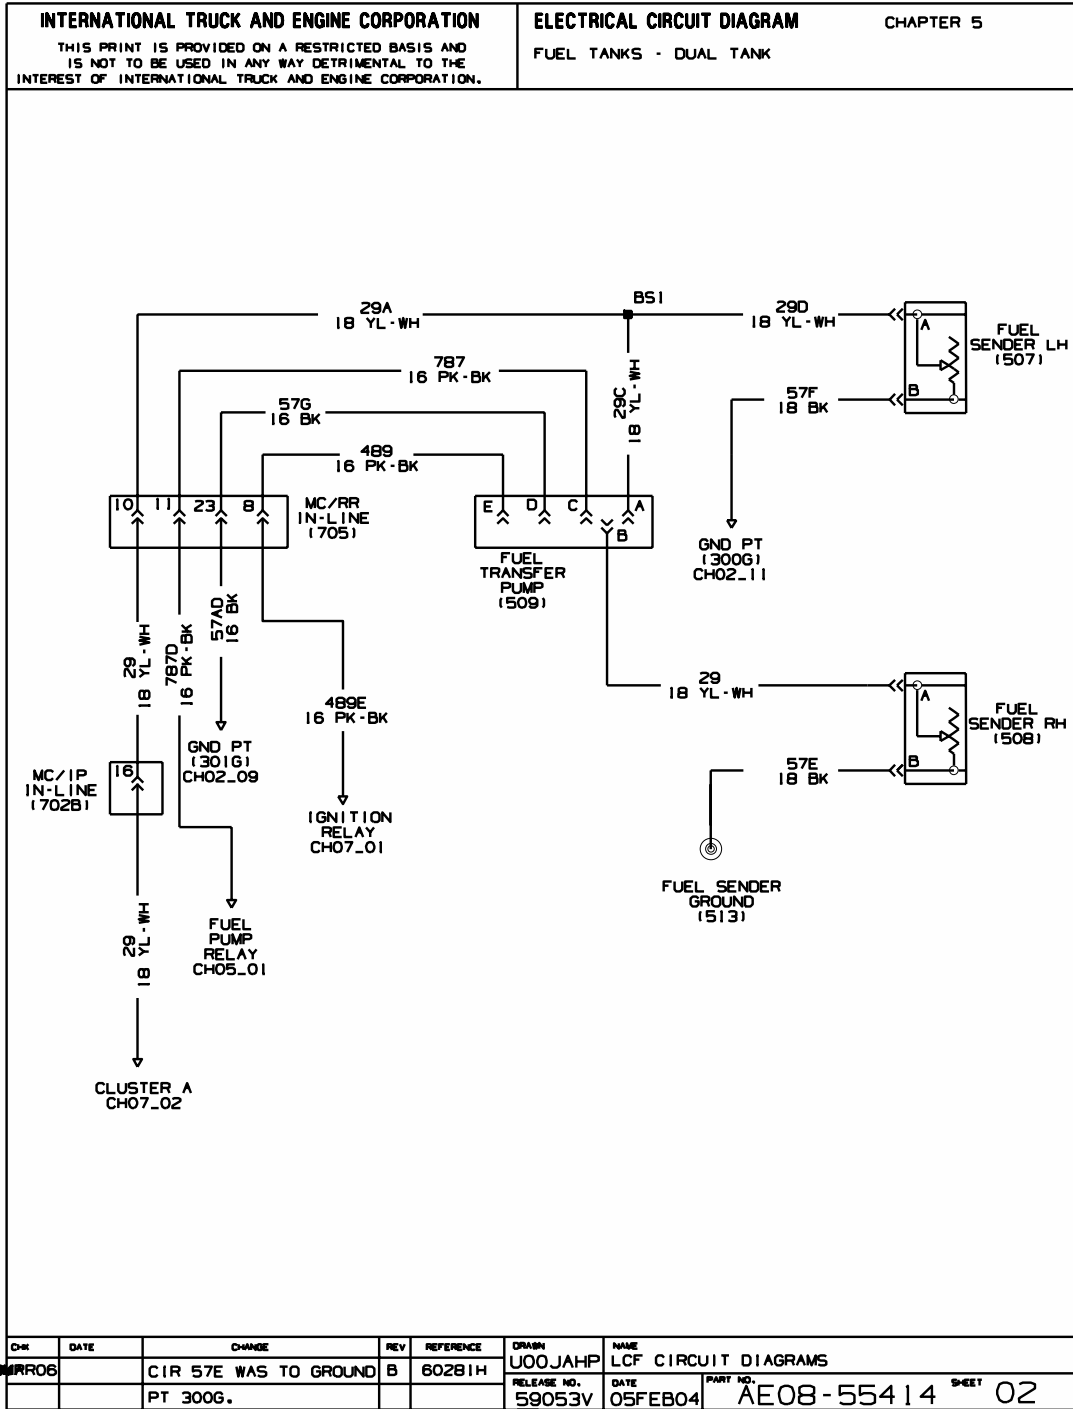 INTERNATIONAL TRUCK AND ENGINE CORPORATION
THIS PRINT IS PROVIDED ON A RESTRICTED BASIS AND
IS NOT TO BE USED IN ANY WAY DETRIMENTAL TO THE
INTEREST OF INTERNATIONAL TRUCK AND ENGINE CORPORATION.
ELECTRICAL CIRCUIT DIAGRAM
CHAPTER 5
FUEL TANKS - DUAL TANK
BS1
29A
18 YL-WH
29D
18 YL-WH
A
FUEL
SENDER LH
(507)
B
787
16 PK-BK
57G
16 BK
29C
18 YL-WH
57F
18 BK
489
16 PK-BK
10
11
23
8
MC/RR
IN-LINE
(705)
E
D
C
A
B
FUEL
TRANSFER
PUMP
(509)
GND PT
(300G)
CH02_11
29
18 YL-WH
787D
16 PK-BK
57AD
16 BK
489E
16 PK-BK
29
18 YL-WH
A
FUEL
SENDER RH
(508)
B
57E
18 BK
GND PT
(301G)
CH02_09
MC/IP
IN-LINE
(702B)
16
IGNITION
RELAY
CH07_01
FUEL SENDER
GROUND
(513)
29
18 YL-WH
FUEL
PUMP
RELAY
CH05_01
CLUSTER A
CH07_02
CHK
DATE
CHANGE
REV
REFERENCE
DRAWN
NAME
CIR 57E WAS TO GROUND
B
60281H
U00JAHP
LCF CIRCUIT DIAGRAMS
PT 300G.
RELEASE NO.
59053V
DATE
05FEB04
PART NO.
AE08-55414
SHEET
02